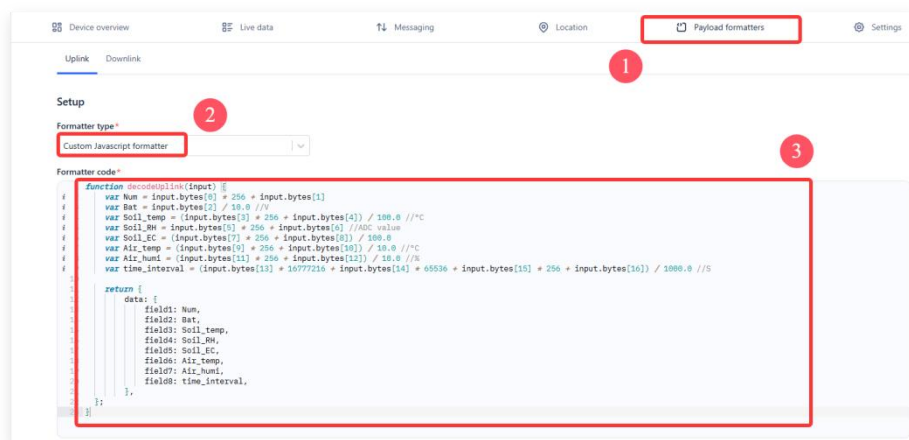 Device overview Live data Messaging Location Payload formatters Settings
1
Uplink Downlink
Setup
2
Formatter type*
Custom Javascript formatter
3
Formatter code*
function decodeUplink(input) {
var Num = input.bytes[0] * 256 + input.bytes[1]
var Bat = input.bytes[2] / 10.0 //V
var Soil_temp = (input.bytes[3] * 256 + input.bytes[4]) / 100.0 //°C
var Soil_RH = input.bytes[5] * 256 + input.bytes[6] //ADC value
var Soil_EC = (input.bytes[7] * 256 + input.bytes[8]) / 100.0
var Air_temp = (input.bytes[9] * 256 + input.bytes[10]) / 10.0 //°C
var Air_humi = (input.bytes[11] * 256 + input.bytes[12]) / 10.0 //%
var time_interval = (input.bytes[13] * 16777216 + input.bytes[14] * 65536 + input.bytes[15] * 256 + input.bytes[16]) / 1000.0 //S
return {
data: {
field1: Num,
field2: Bat,
field3: Soil_temp,
field4: Soil_RH,
field5: Soil_EC,
field6: Air_temp,
field7: Air_humi,
field8: time_interval,
},
};
}